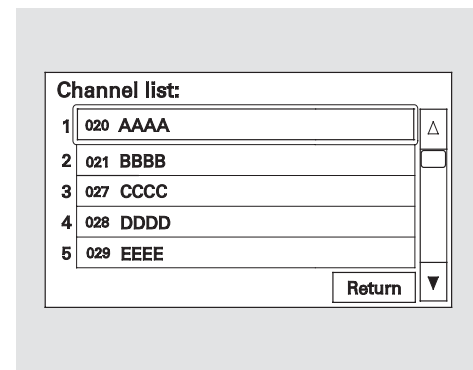 Channel list:
1 020 AAAA
2 021 BBBB
3 027 CCCC
4 028 DDDD
5 029 EEEE
Return